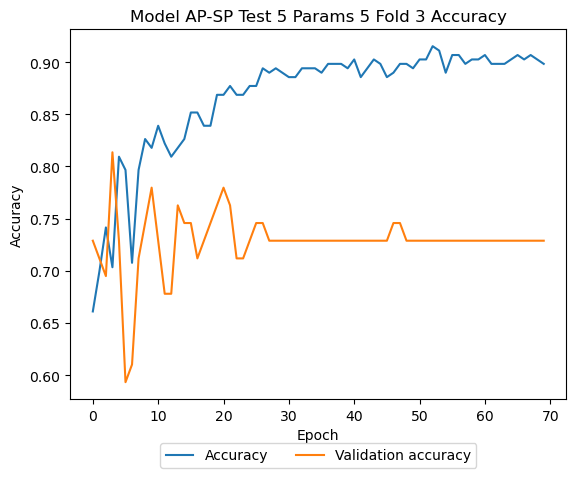 Model AP-SP Test 5 Params 5 Fold 3 Accuracy
0.90
0.85
0.80
0.75
0.70
0.65
0.60
Accuracy
0 10 20 30 40 50 60 70
Epoch
Accuracy Validation accuracy